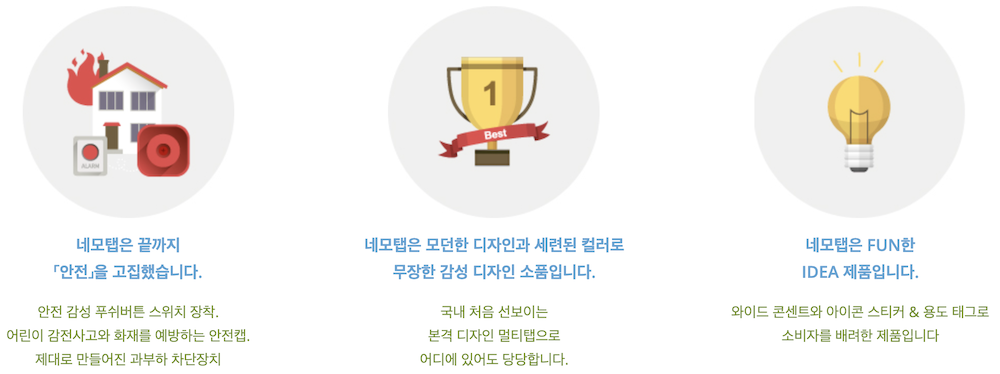 ALARM
네모탭은 끝까지
「안전」을 고집했습니다.
안전 감성 푸쉬버튼 스위치 장착.
어린이 감전사고와 화재를 예방하는 안전캡.
제대로 만들어진 과부하 차단장치
1
Best
네모탭은 모던한 디자인과 세련된 컬러로
무장한 감성 디자인 소품입니다.
국내 처음 선보이는
본격 디자인 멀티탭으로
어디에 있어도 당당합니다.
네모탭은 FUN한
IDEA 제품입니다.
와이드 콘센트와 아이콘 스티커 & 용도 태그로
소비자를 배려한 제품입니다